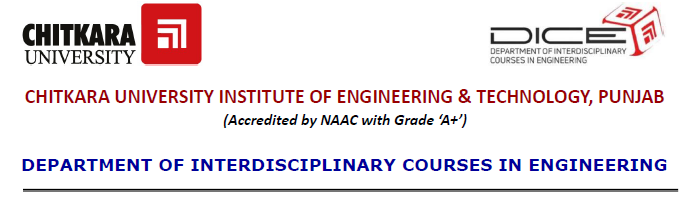 CHITKARA
UNIVERSITY
DICE
DEPARTMENT OF INTERDISCIPLINARY
COURSES IN ENGINEERING
CHITKARA UNIVERSITY INSTITUTE OF ENGINEERING & TECHNOLOGY, PUNJAB
(Accredited by NAAC with Grade ‘A+’)
DEPARTMENT OF INTERDISCIPLINARY COURSES IN ENGINEERING